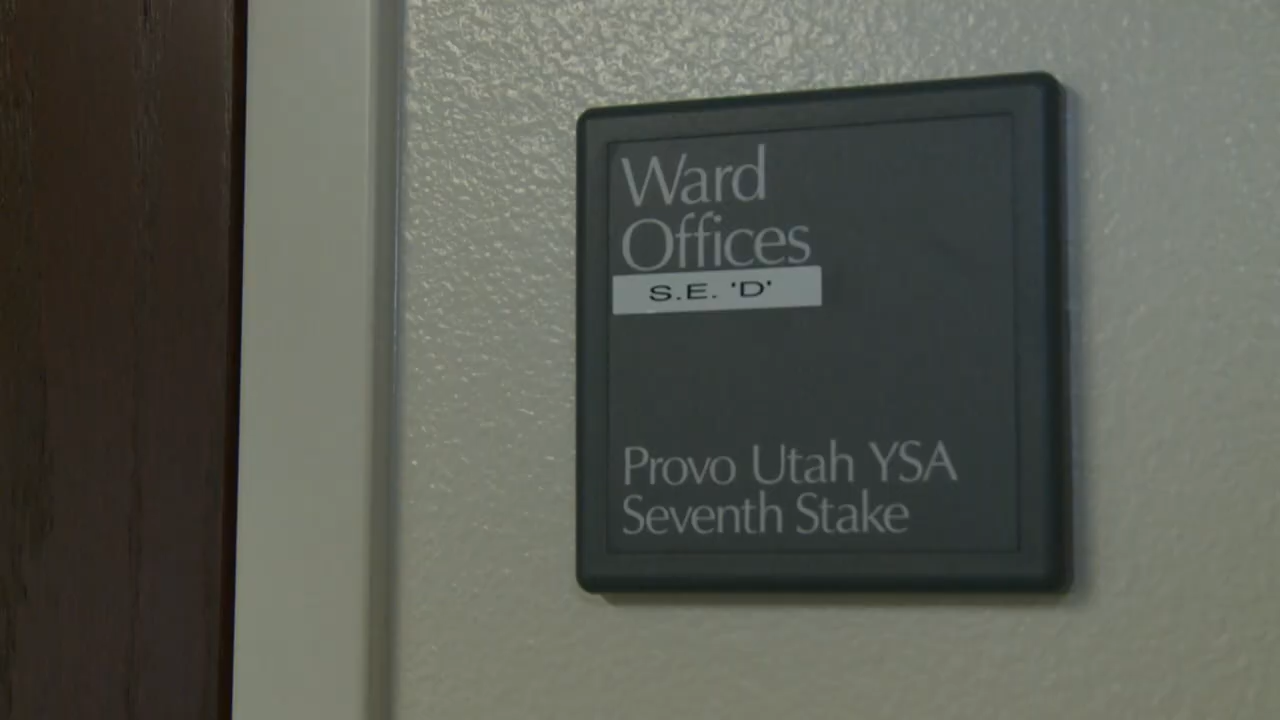 Ward
Offices
S.E. 'D'
Provo Utah YSA
Seventh Stake